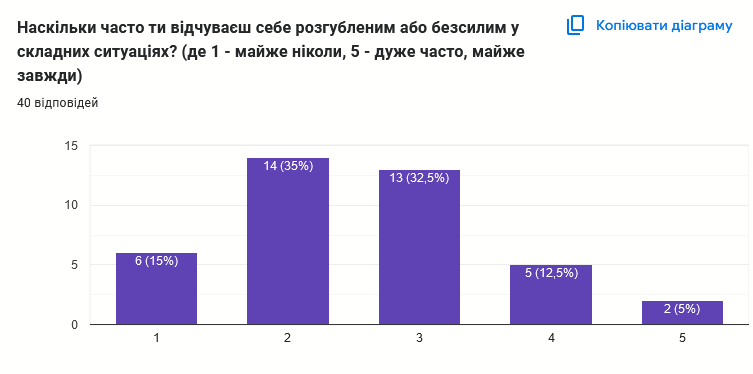 Наскільки часто ти відчуваєш себе розгубленим або безсилим у
складних ситуаціях? (де 1 - майже ніколи, 5 - дуже часто, майже
завжди)
Копіювати діаграму
40 відповідей
15
10
5
0
6 (15%)
14 (35%)
13 (32,5%)
5 (12,5%)
2 (5%)
1
2
3
4
5